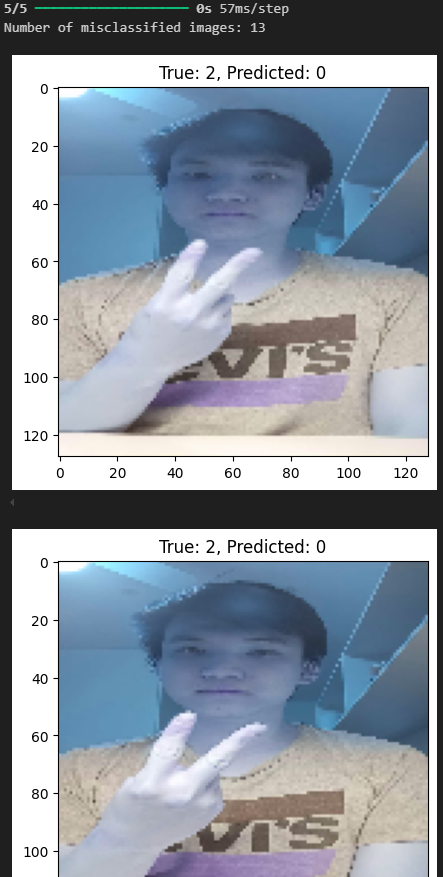 5/5 ━━━━━━━━━━━━━━━━━━━━ 0s 57ms/step
Number of misclassified images: 13
True: 2, Predicted: 0
0
20
40
60
80
100
120
0 20 40 60 80 100 120
evi's
True: 2, Predicted: 0
0
20
40
60
80
100
evi's